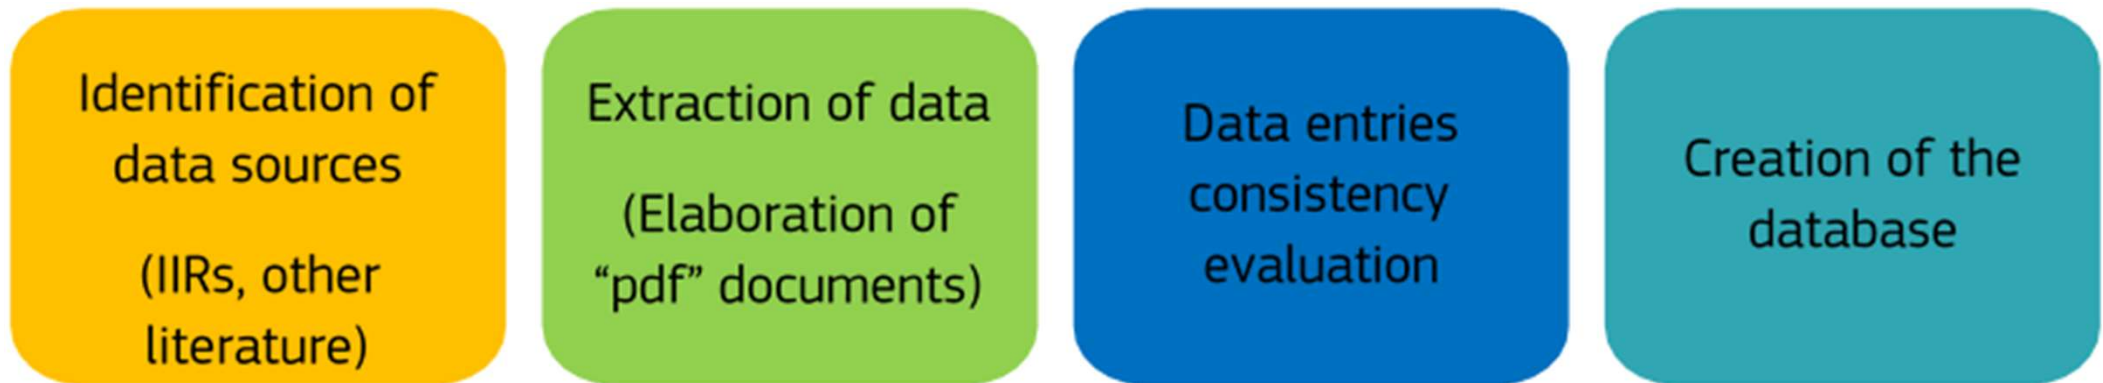 Identification of
data sources
(IIRs, other
literature)
Extraction of data
(Elaboration of
“pdf” documents)
Data entries
consistency
evaluation
Creation of the
database